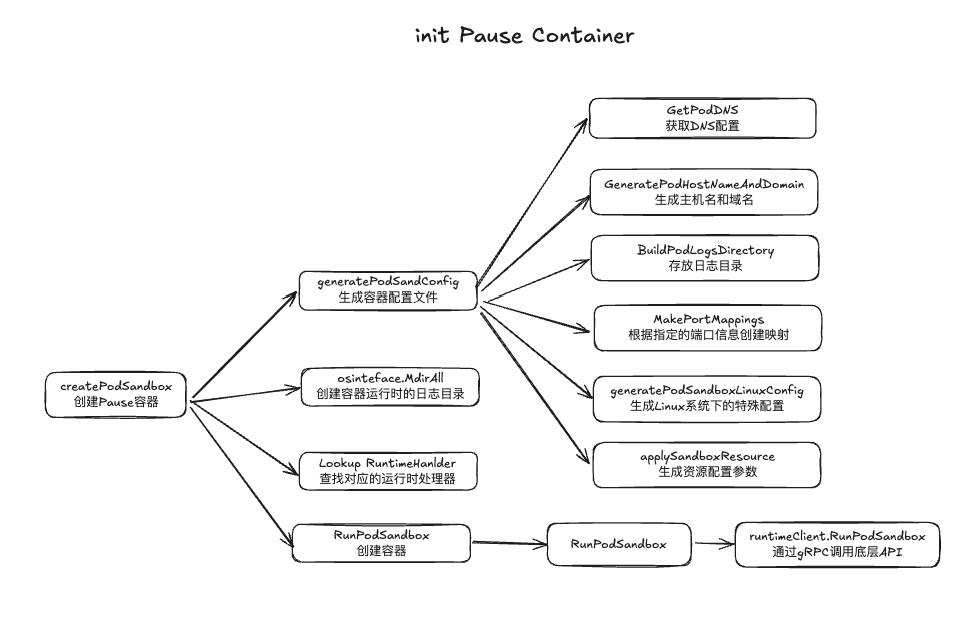 init Pause Container
GetPodDNS
获取DNS配置
GeneratePodHostNameAndDomain
生成主机名和域名
BuildPodLogsDirectory
存放日志目录
generatePodSandConfig
生成容器配置文件
MakePortMappings
根据指定的端口信息创建映射
createPodSandbox
创建Pause容器
osinteface.MdirAll
创建容器运行时的日志目录
generatePodSandboxLinuxConfig
生成Linux系统下的特殊配置
applySandboxResource
生成资源配置参数
Lookup RuntimeHanlder
查找对应的运行时处理器
RunPodSandbox
创建容器
RunPodSandbox
runtimeClient.RunPodSandbox
通过gRPC调用底层API